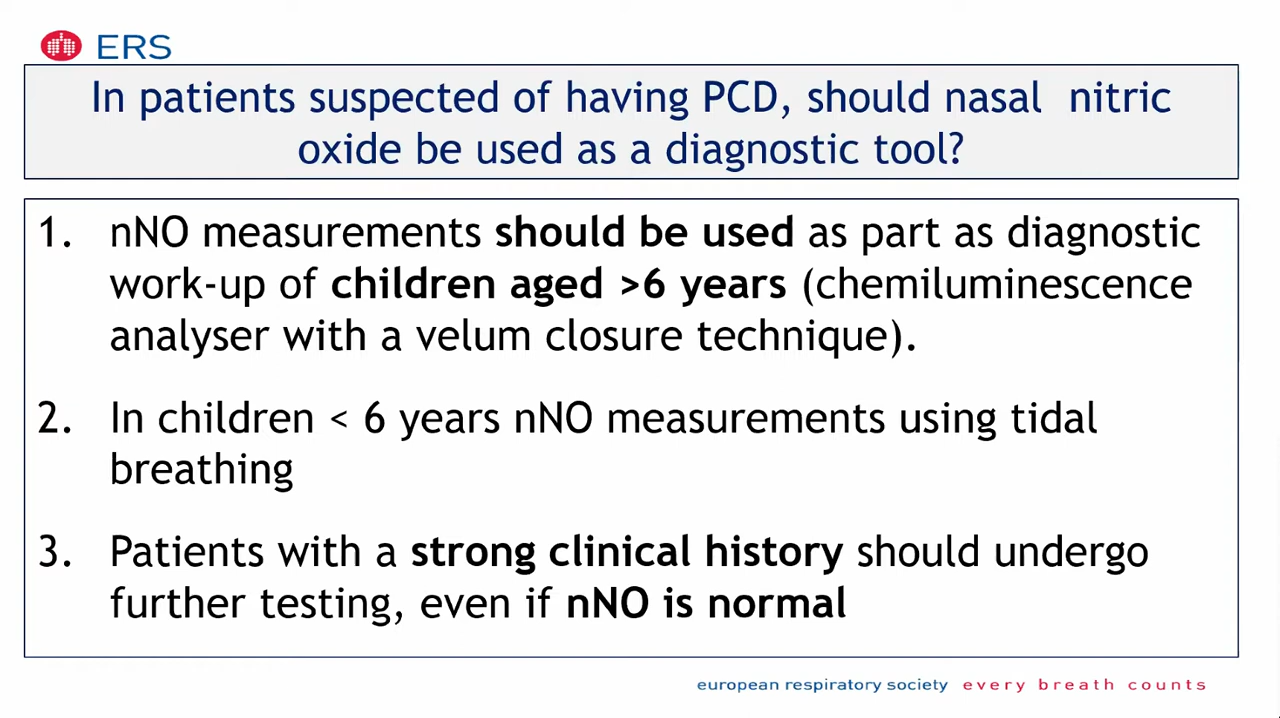 ERS
In patients suspected of having PCD, should nasal nitric
oxide be used as a diagnostic tool?
1. nNO measurements should be used as part as diagnostic
work-up of children aged >6 years (chemiluminescence
analyser with a velum closure technique).
2. In children < 6 years nNO measurements using tidal
breathing
3. Patients with a strong clinical history should undergo
further testing, even if nNO is normal
european respiratory society every breath counts